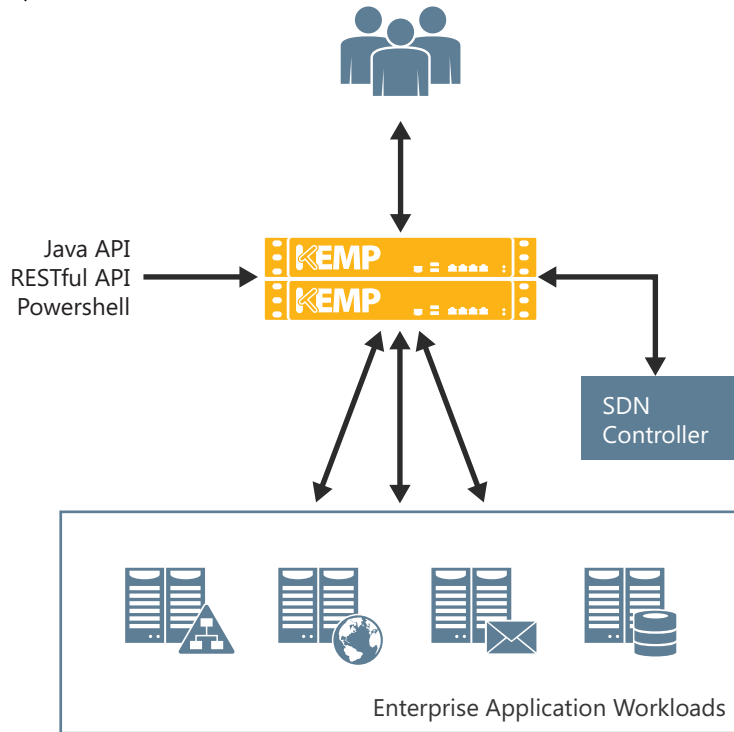 Java API
RESTful API
Powershell
KEMP
KEMP
SDN
Controller
Enterprise Application Workloads